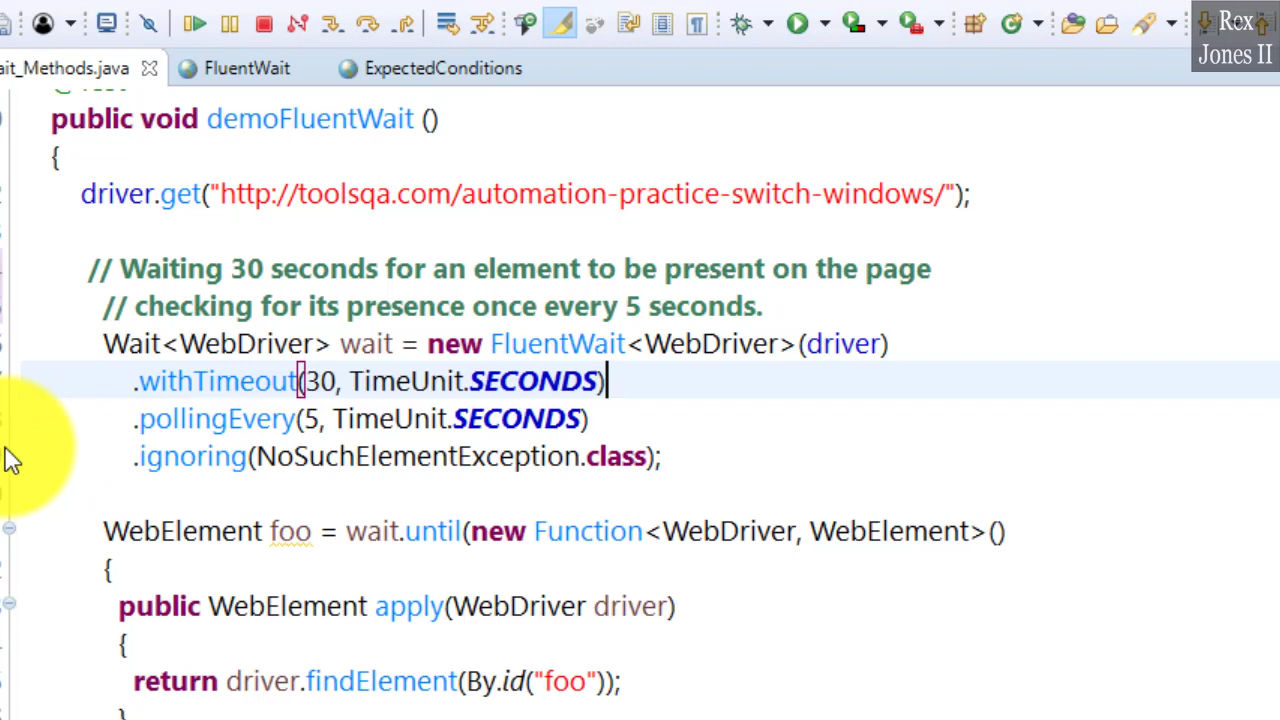 Rex
Jones II
ait_Methods.java
FluentWait
ExpectedConditions
public void demoFluentWait ()
{
driver.get("http://toolsqa.com/automation-practice-switch-windows/");
// Waiting 30 seconds for an element to be present on the page
// checking for its presence once every 5 seconds.
Wait<WebDriver> wait = new FluentWait<WebDriver>(driver)
.withTimeout(30, TimeUnit.SECONDS)
.pollingEvery(5, TimeUnit.SECONDS)
.ignoring(NoSuchElementException.class);
WebElement foo = wait.until(new Function<WebDriver, WebElement>()
{
public WebElement apply(WebDriver driver)
{
return driver.findElement(By.id("foo"));
}